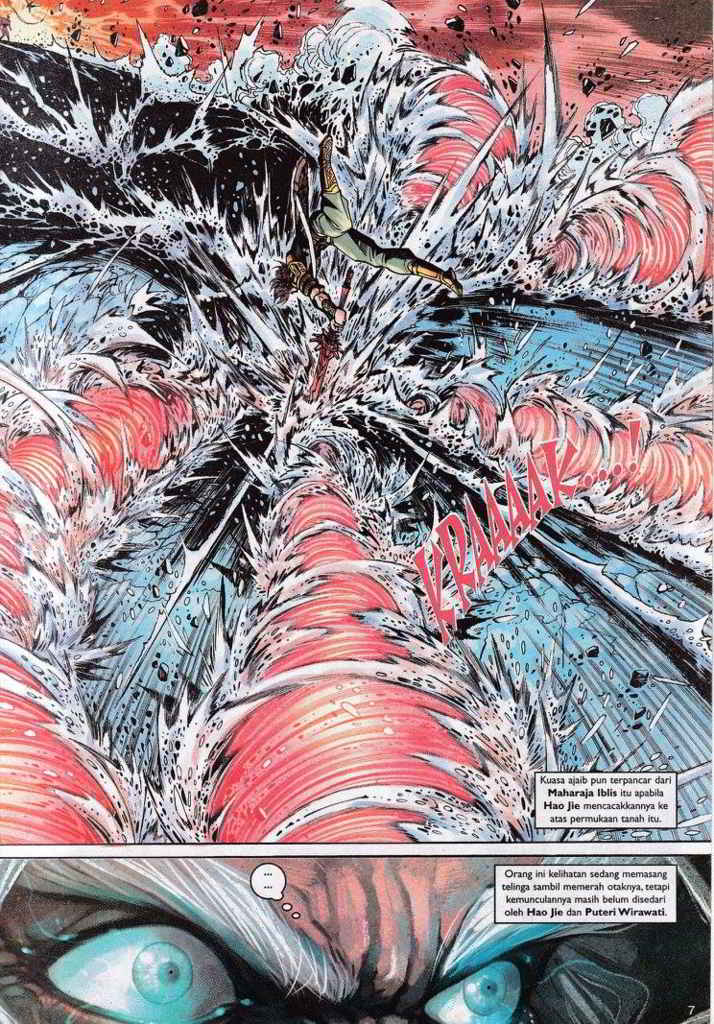 KRAAAAK...!
Kuasa ajaib pun terpancar dari
Maharaja Iblis itu apabila
Hao Jie mencacakkannya ke
atas permukaan tanah itu.
...
...
Orang ini kelihatan sedang memasang
telinga sambil memerah otaknya, tetapi
kemunculannya masih belum disedari
oleh Hao Jie dan Puteri Wirawati.
7